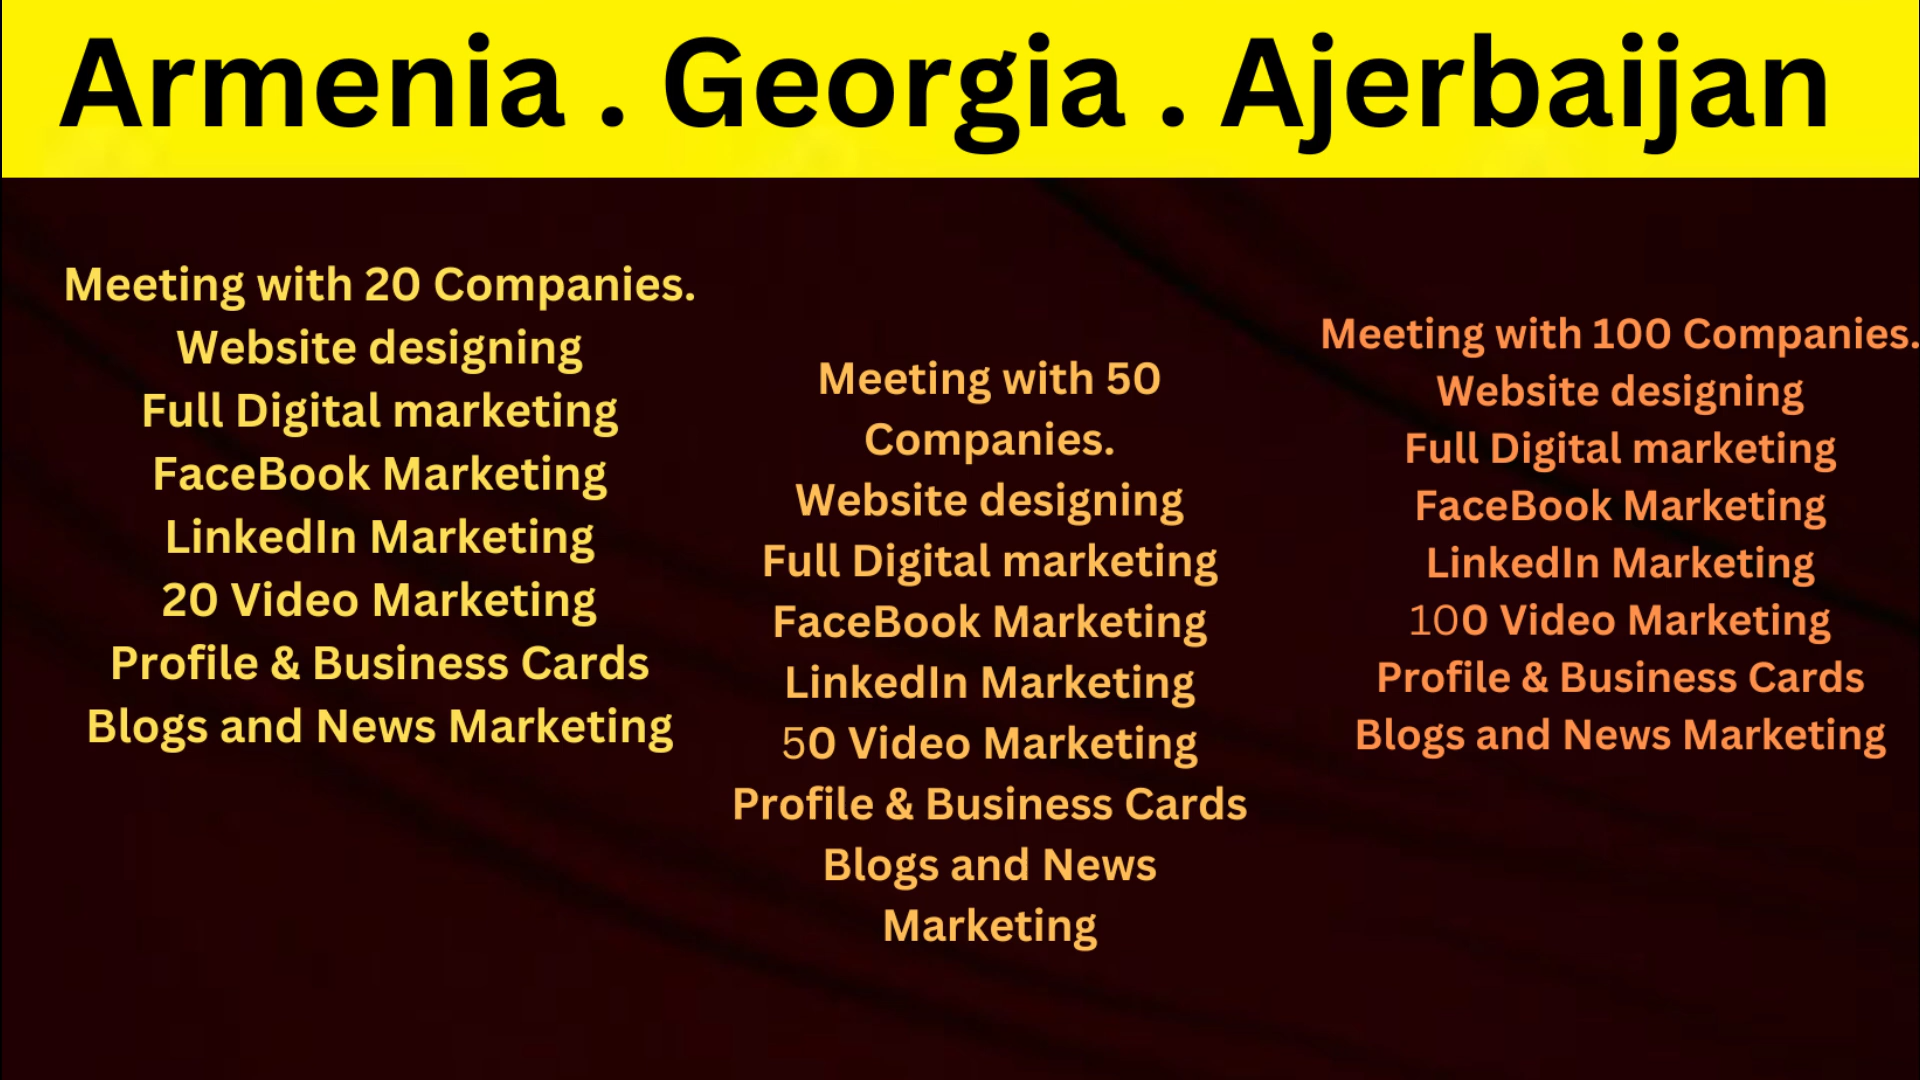 Armenia . Georgia . Ajerbaijan
Meeting with 20 Companies.
Website designing
Full Digital marketing
FaceBook Marketing
LinkedIn Marketing
20 Video Marketing
Profile & Business Cards
Blogs and News Marketing
Meeting with 50
Companies.
Website designing
Full Digital marketing
FaceBook Marketing
LinkedIn Marketing
50 Video Marketing
Profile & Business Cards
Blogs and News
Marketing
Meeting with 100 Companies.
Website designing
Full Digital marketing
FaceBook Marketing
LinkedIn Marketing
100 Video Marketing
Profile & Business Cards
Blogs and News Marketing